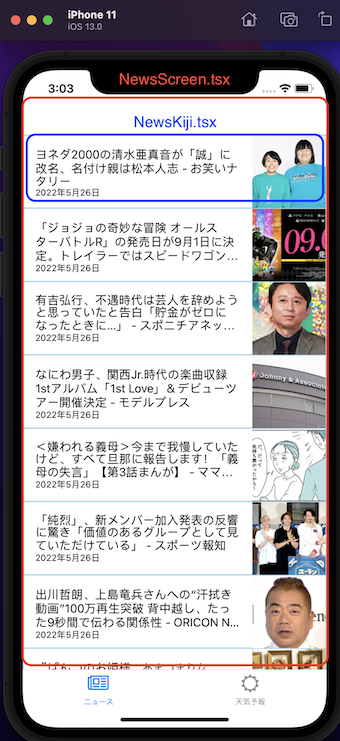 iPhone 11
iOS 13.0
3:03
NewsScreen.tsx
NewsKiji.tsx
ヨネダ2000の清水亜真音が「誠」に
改名、名付け親は松本人志 - お笑いナ
タリー
2022年5月26日
「ジョジョの奇妙な冒険 オールス
ターバトルR」の発売日が9月1日に決
定。トレイラーではスピードワゴン...
2022年5月26日
09.0
有吉弘行、不遇時代は芸人を辞めよう
と思っていたと告白「貯金がゼロに
なったときに…」 - スポニチアネッ...
2022年5月26日
なにわ男子、関西Jr.時代の楽曲収録
1stアルバム「1st Love」＆デビューツ
アー開催決定 - モデルプレス
2022年5月26日
Johnny & Associates
＜嫌われる義母＞今まで我慢していた
けど、すべて旦那に報告します！「義
母の失言」【第3話まんが】 - ママ...
2022年5月26日
「純烈」、新メンバー加入発表の反響
に驚き「価値のあるグループとして見
ていただけている」 - スポーツ報知
2022年5月26日
出川哲朗、上島竜兵さんへの“汗拭き
動画”100万再生突破 背中越し、たっ
た9秒間で伝わる関係性 - ORICON N...
2022年5月26日
ニュース
天気予報